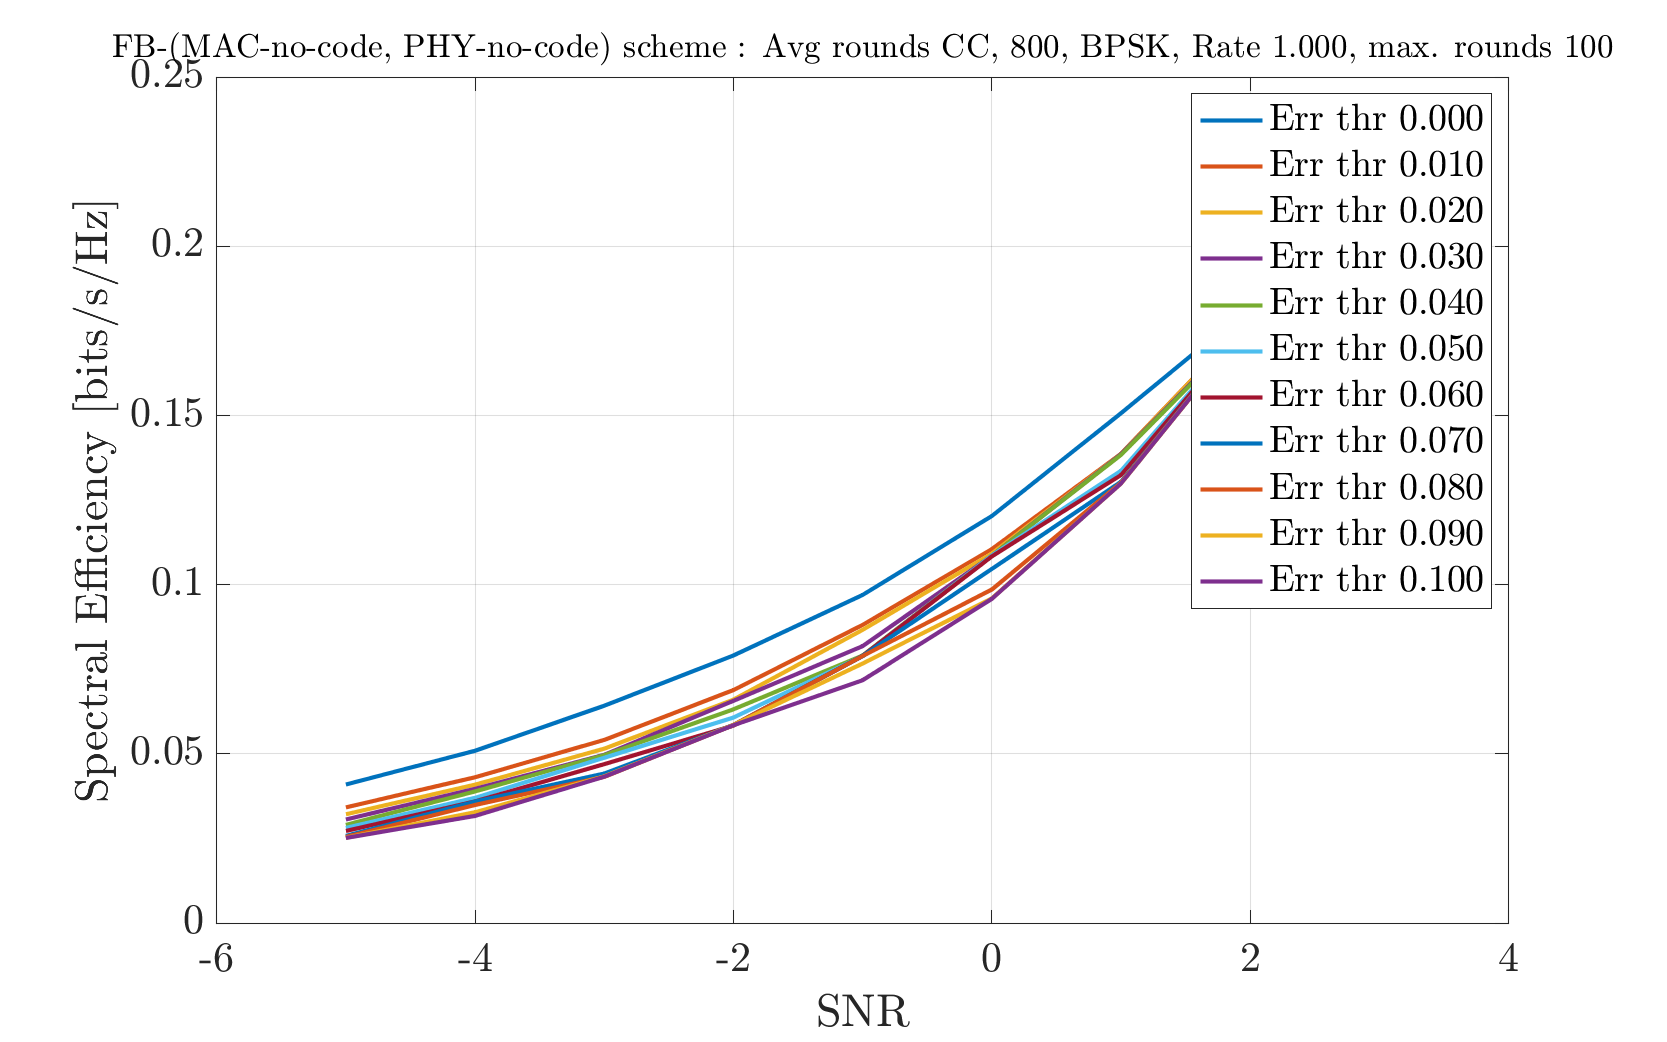 FB-(MAC-no-code, PHY-no-code) scheme : Avg rounds CC, 800, BPSK, Rate 1.000, max. rounds 100
0.25
0.2
0.15
0.1
0.05
0
Spectral Efficiency [bits/s/Hz]
Err thr 0.000
Err thr 0.010
Err thr 0.020
Err thr 0.030
Err thr 0.040
Err thr 0.050
Err thr 0.060
Err thr 0.070
Err thr 0.080
Err thr 0.090
Err thr 0.100
-6 -4 -2 0 2 4
SNR